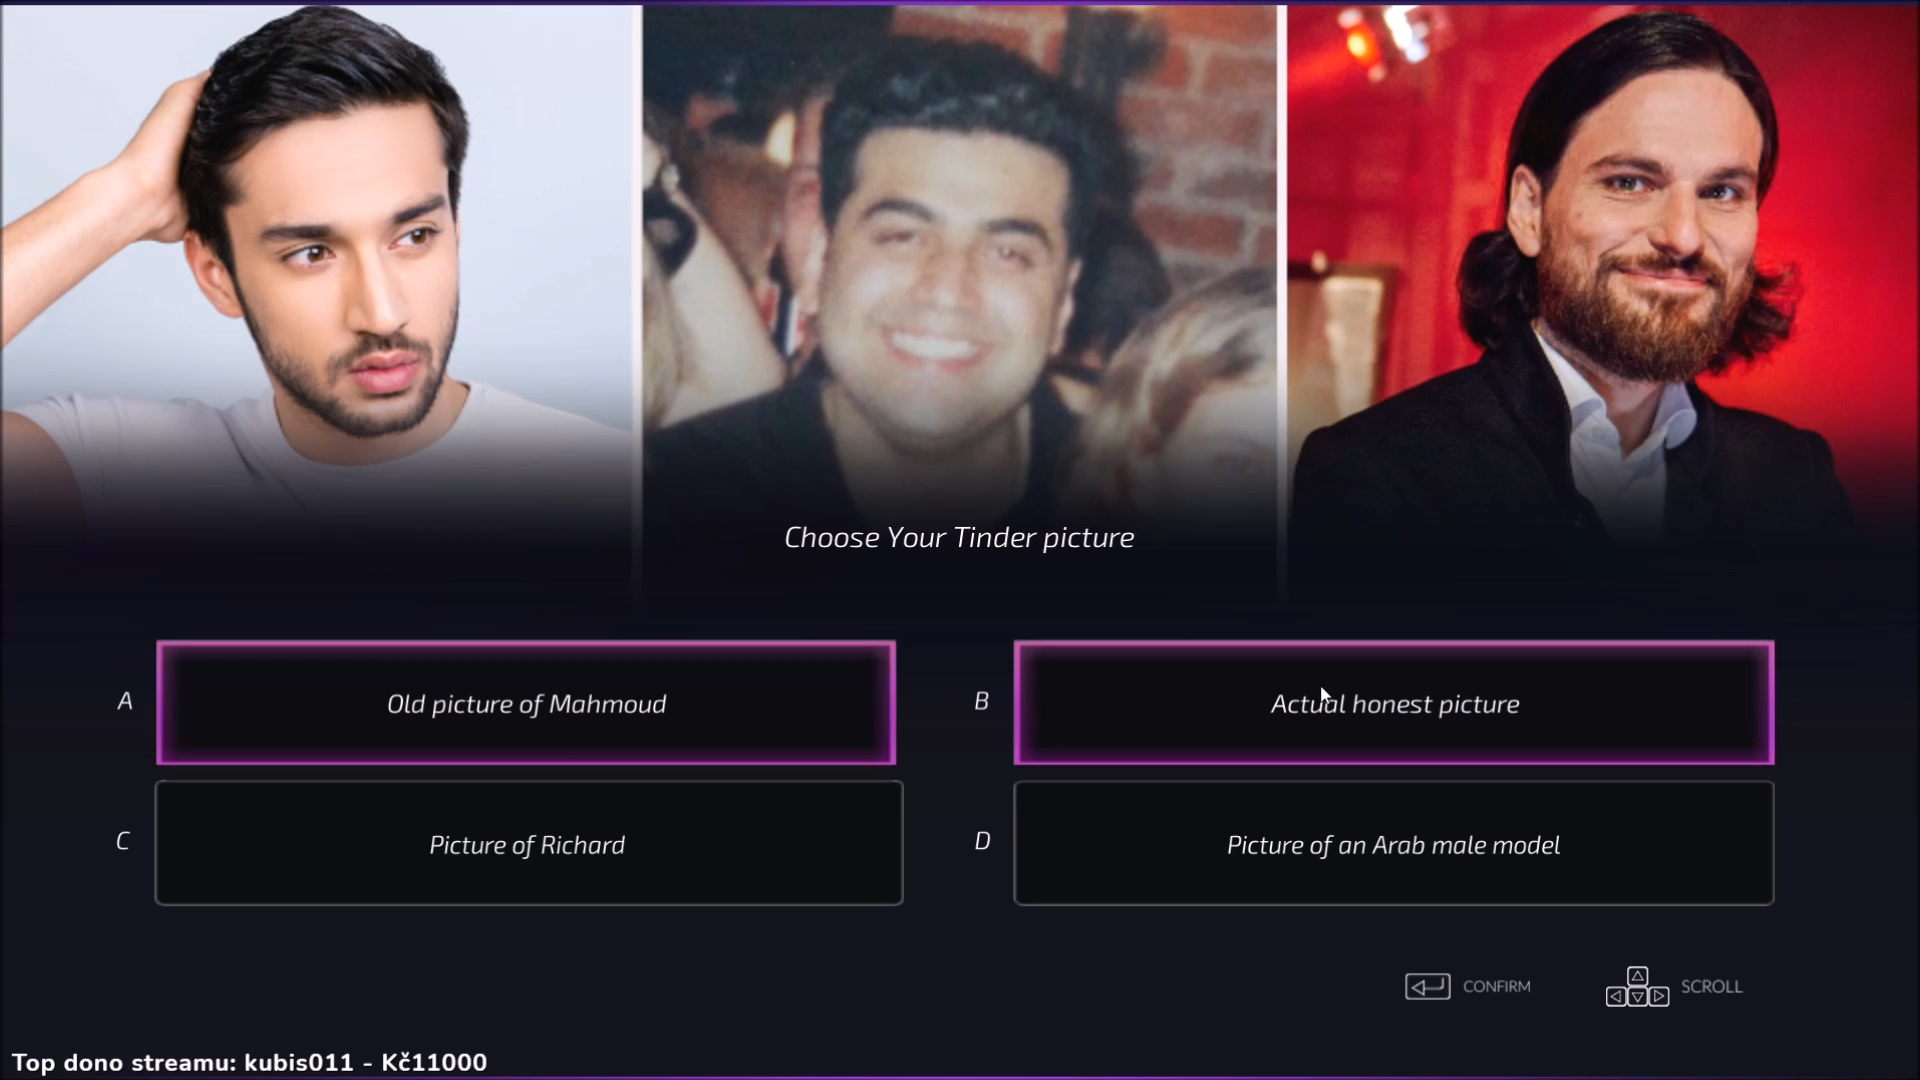 Choose Your Tinder picture
A
Old picture of Mahmoud
B
Actual honest picture
C
Picture of Richard
D
Picture of an Arab male model
CONFIRM
SCROLL
Top dono streamu: kubis011 - Kč11000